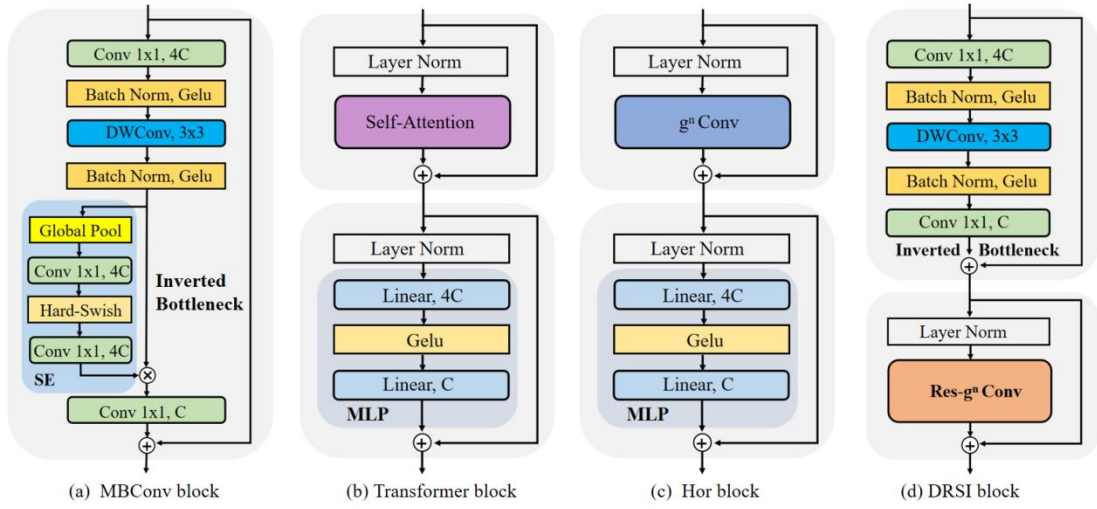 Conv 1x1, 4C
Batch Norm, Gelu
DWConv, 3x3
Batch Norm, Gelu
Global Pool
Conv 1x1, 4C
Hard-Swish
Conv 1x1, 4C
SE
Inverted
Bottleneck
Conv 1x1, C
(a) MBConv block
Layer Norm
Self-Attention
Layer Norm
Linear, 4C
Gelu
Linear, C
MLP
(b) Transformer block
Layer Norm
gⁿ Conv
Layer Norm
Linear, 4C
Gelu
Linear, C
MLP
(c) Hor block
Conv 1x1, 4C
Batch Norm, Gelu
DWConv, 3x3
Batch Norm, Gelu
Conv 1x1, C
Inverted Bottleneck
Layer Norm
Res-gⁿ Conv
(d) DRSI block